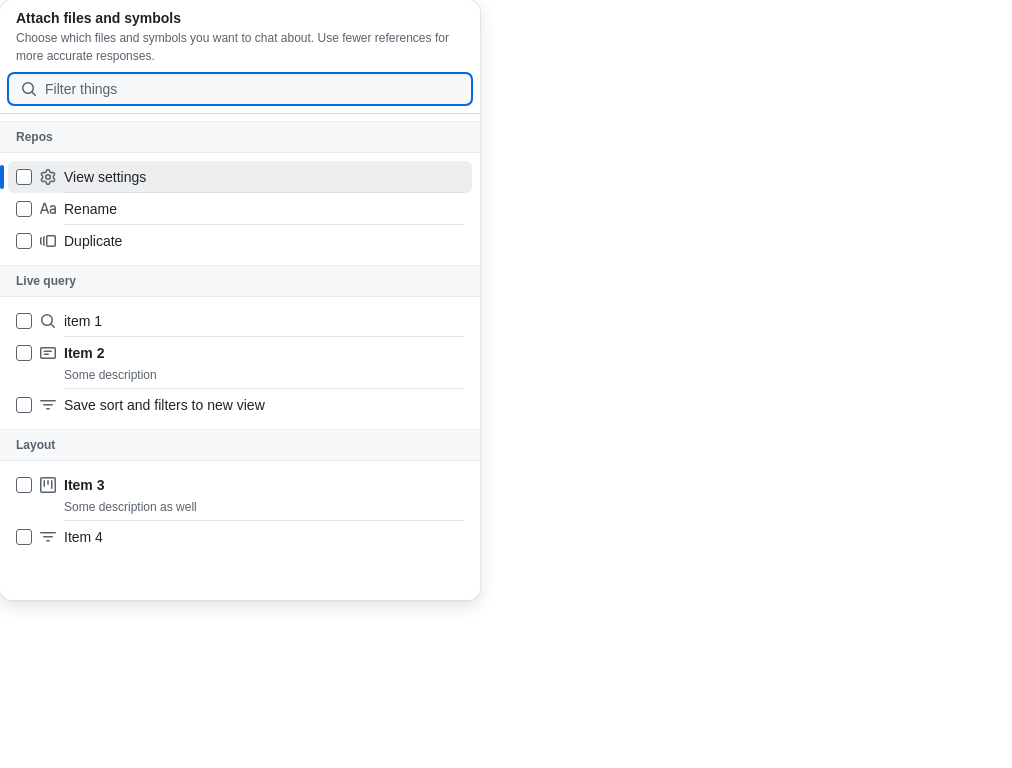 Attach files and symbols
Choose which files and symbols you want to chat about. Use fewer references for
more accurate responses.
Filter things
Repos
View settings
Rename
Duplicate
Live query
item 1
Item 2
Some description
Save sort and filters to new view
Layout
Item 3
Some description as well
Item 4